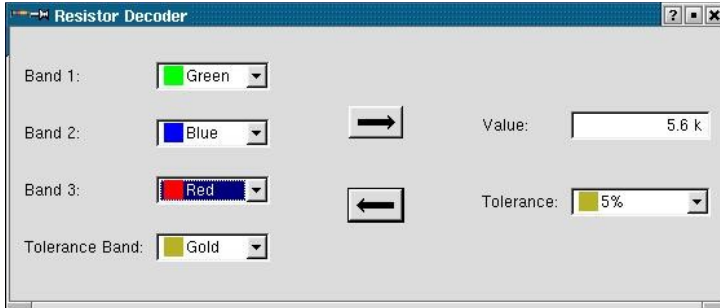 Resistor Decoder ?
Band 1: Green
Band 2: Blue Value: 5.6 k
Band 3: Red Tolerance: 5%
Tolerance Band: Gold